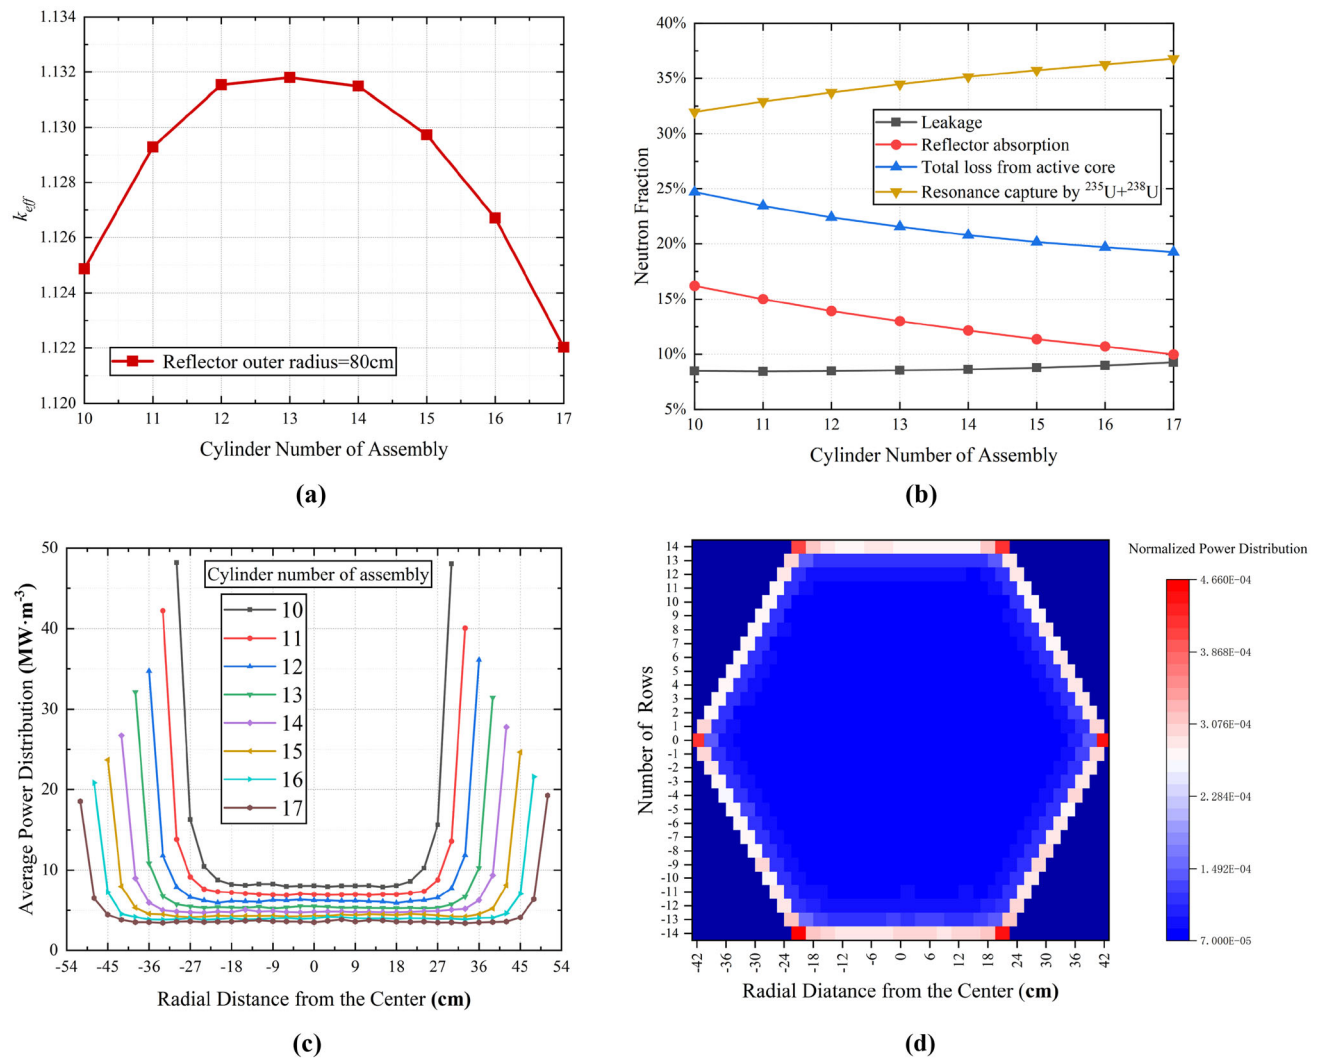 1.134
1.132
1.130
1.128
1.126
1.124
1.122
1.120
k_eff
Reflector outer radius=80cm
10 11 12 13 14 15 16 17
Cylinder Number of Assembly
(a)
40%
35%
30%
25%
20%
15%
10%
5%
Neutron Fraction
Leakage
Reflector absorption
Total loss from active core
Resonance capture by ²³⁵U+²³⁸U
10 11 12 13 14 15 16 17
Cylinder Number of Assembly
(b)
50
40
30
20
10
0
Average Power Distribution (MW·m⁻³)
Cylinder number of assembly
10
11
12
13
14
15
16
17
-54 -45 -36 -27 -18 -9 0 9 18 27 36 45 54
Radial Distance from the Center (cm)
(c)
14
13
12
11
10
9
8
7
6
5
4
3
2
1
0
-1
-2
-3
-4
-5
-6
-7
-8
-9
-10
-11
-12
-13
-14
Number of Rows
-42 -36 -30 -24 -18 -12 -6 0 6 12 18 24 30 36 42
Radial Diatance from the Center (cm)
Normalized Power Distribution
4.660E-04
3.868E-04
3.076E-04
2.284E-04
1.492E-04
7.000E-05
(d)